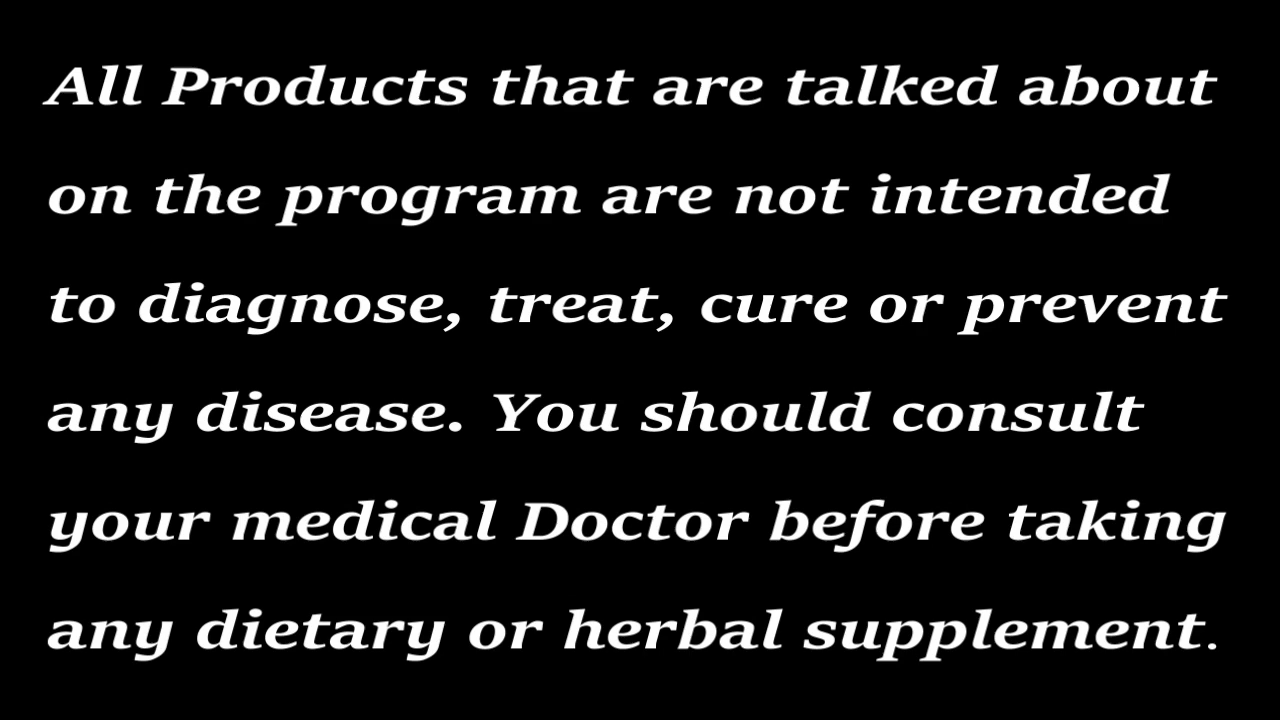 All Products that are talked about
on the program are not intended
to diagnose, treat, cure or prevent
any disease. You should consult
your medical Doctor before taking
any dietary or herbal supplement.